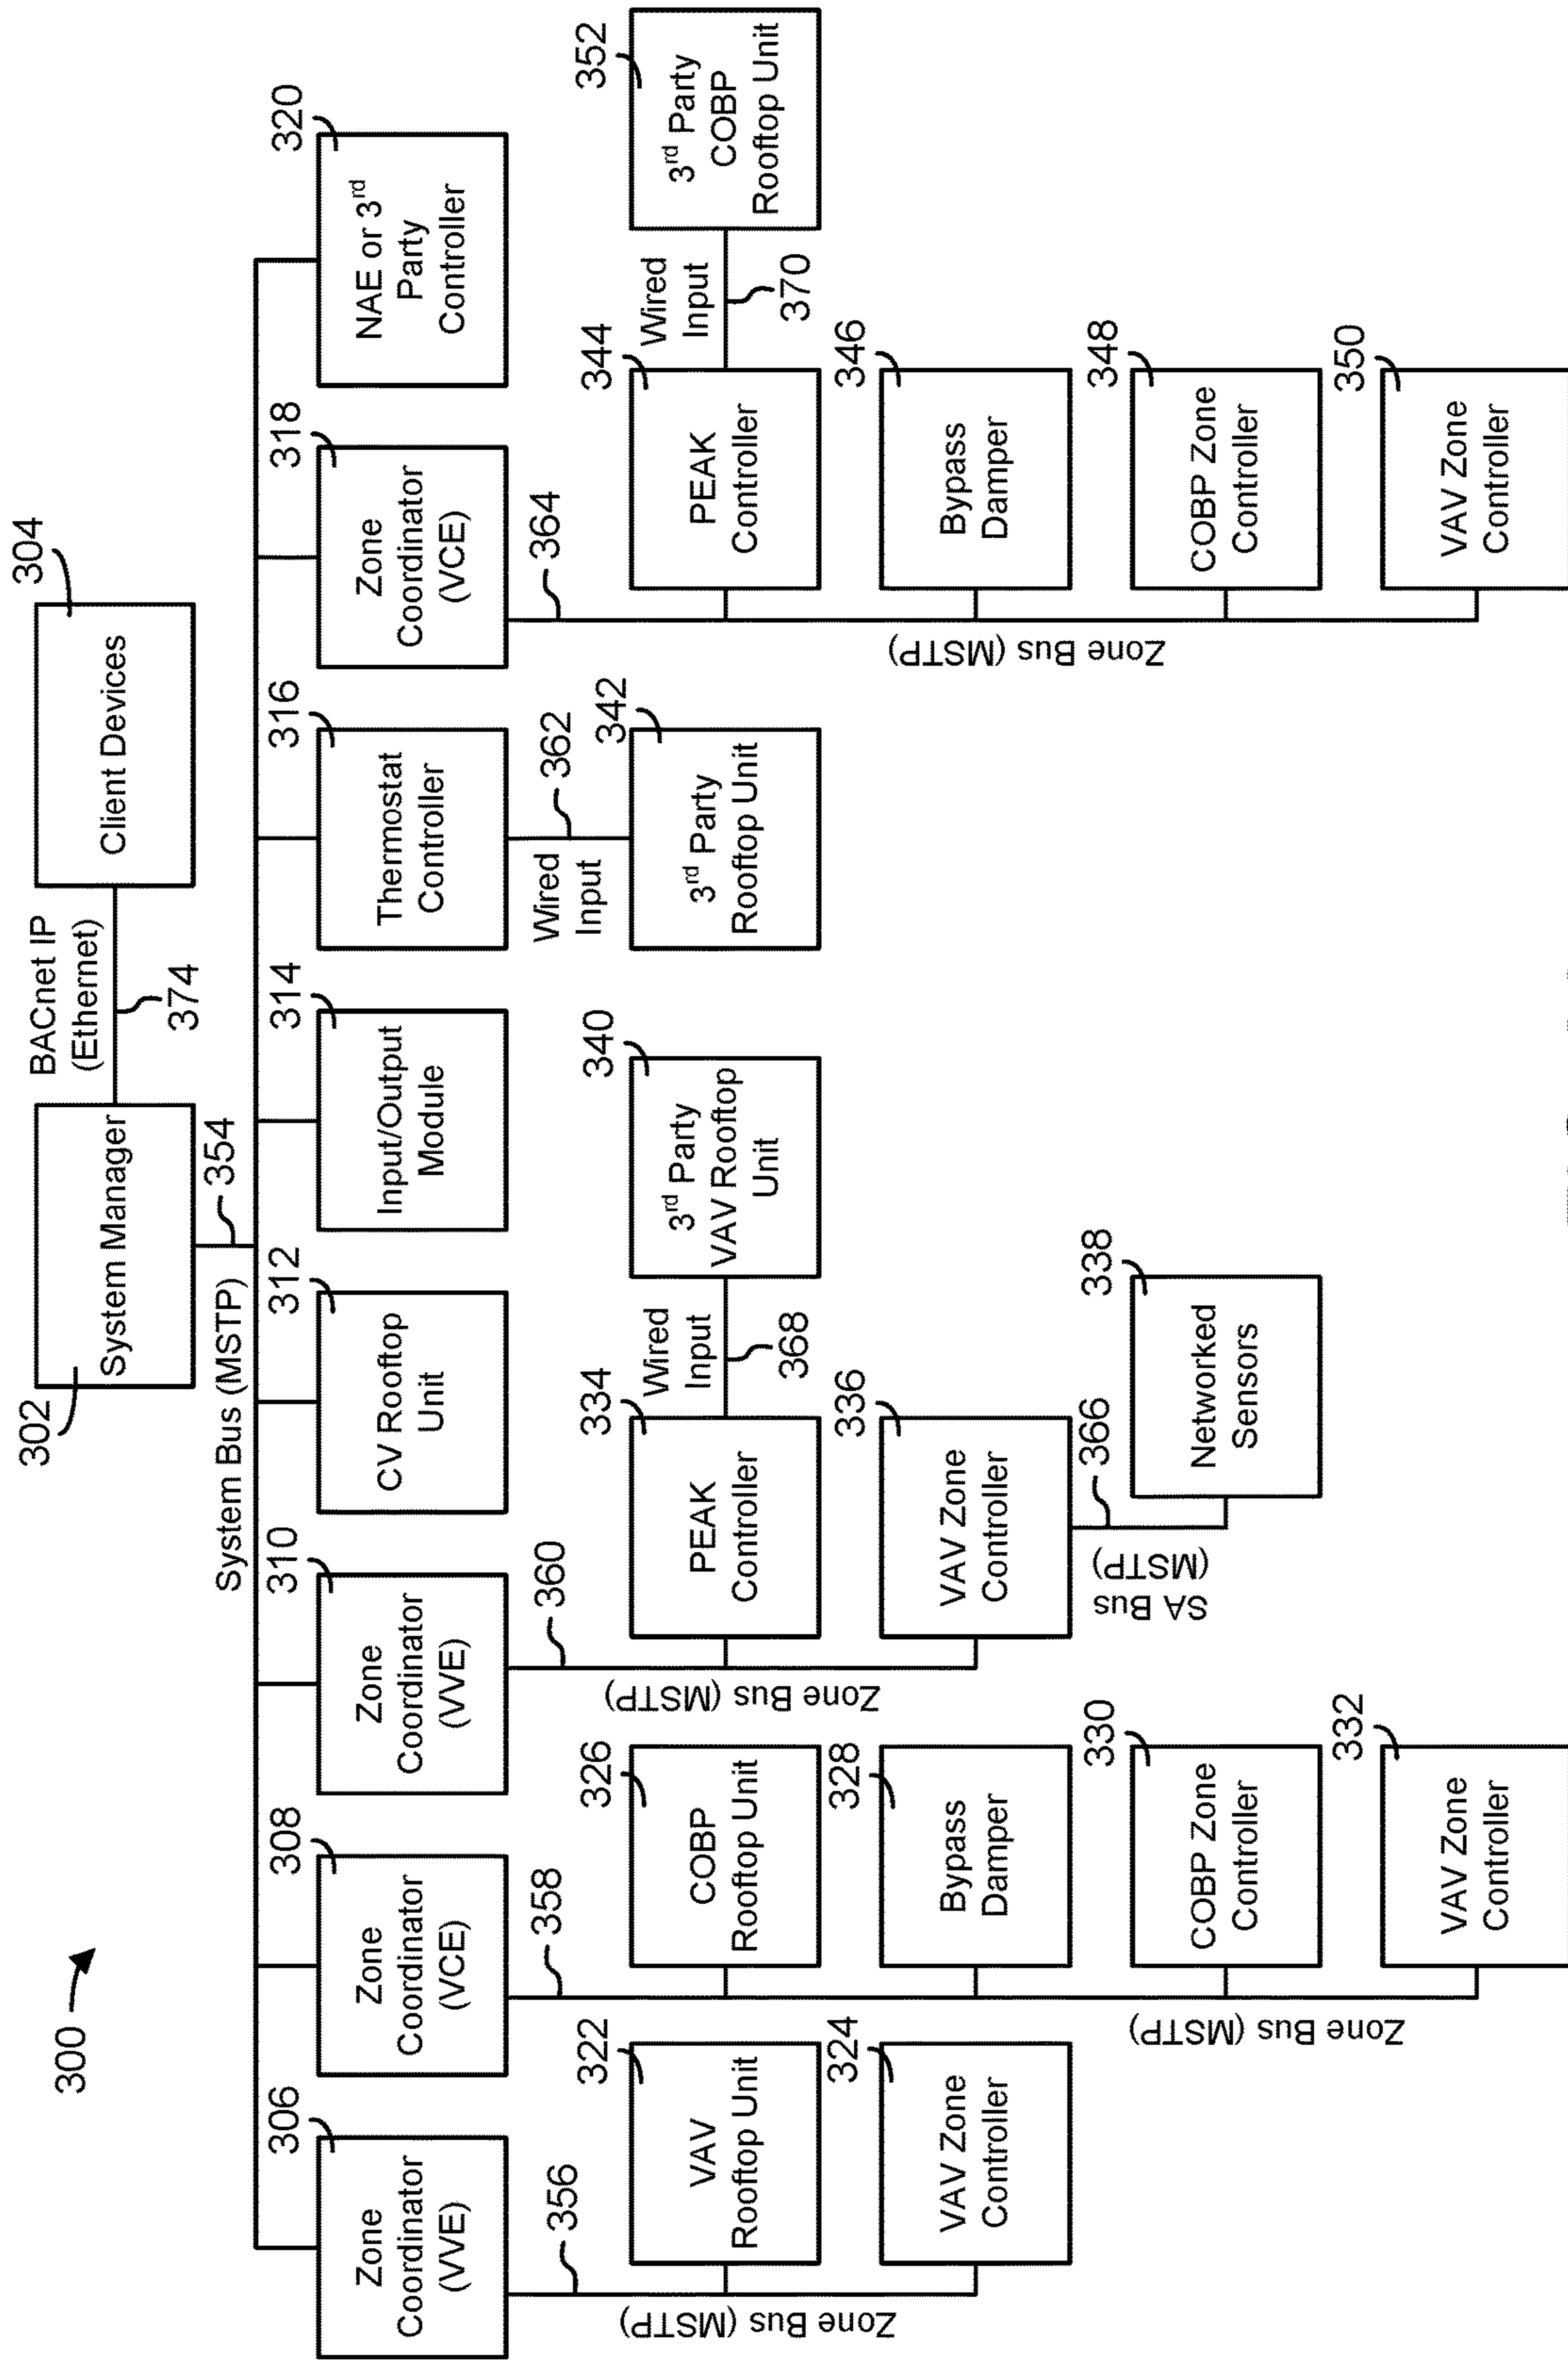 300
302
System Manager
BACnet IP
(Ethernet)
374
304
Client Devices
354
System Bus (MSTP)
306
Zone
Coordinator
(VVE)
308
Zone
Coordinator
(VCE)
310
Zone
Coordinator
(VVE)
312
CV Rooftop
Unit
314
Input/Output
Module
316
Thermostat
Controller
318
Zone
Coordinator
(VCE)
320
NAE or 3rd
Party
Controller
356
Zone Bus (MSTP)
322
VAV
Rooftop Unit
324
VAV Zone
Controller
358
Zone Bus (MSTP)
326
COBP
Rooftop Unit
328
Bypass
Damper
330
COBP Zone
Controller
332
VAV Zone
Controller
360
Zone Bus (MSTP)
334
PEAK
Controller
Wired
Input
368
340
3rd Party
VAV Rooftop
Unit
336
VAV Zone
Controller
366
SA Bus
(MSTP)
338
Networked
Sensors
362
Wired
Input
342
3rd Party
Rooftop Unit
364
Zone Bus (MSTP)
344
PEAK
Controller
Wired
Input
370
352
3rd Party
COBP
Rooftop Unit
346
Bypass
Damper
348
COBP Zone
Controller
350
VAV Zone
Controller